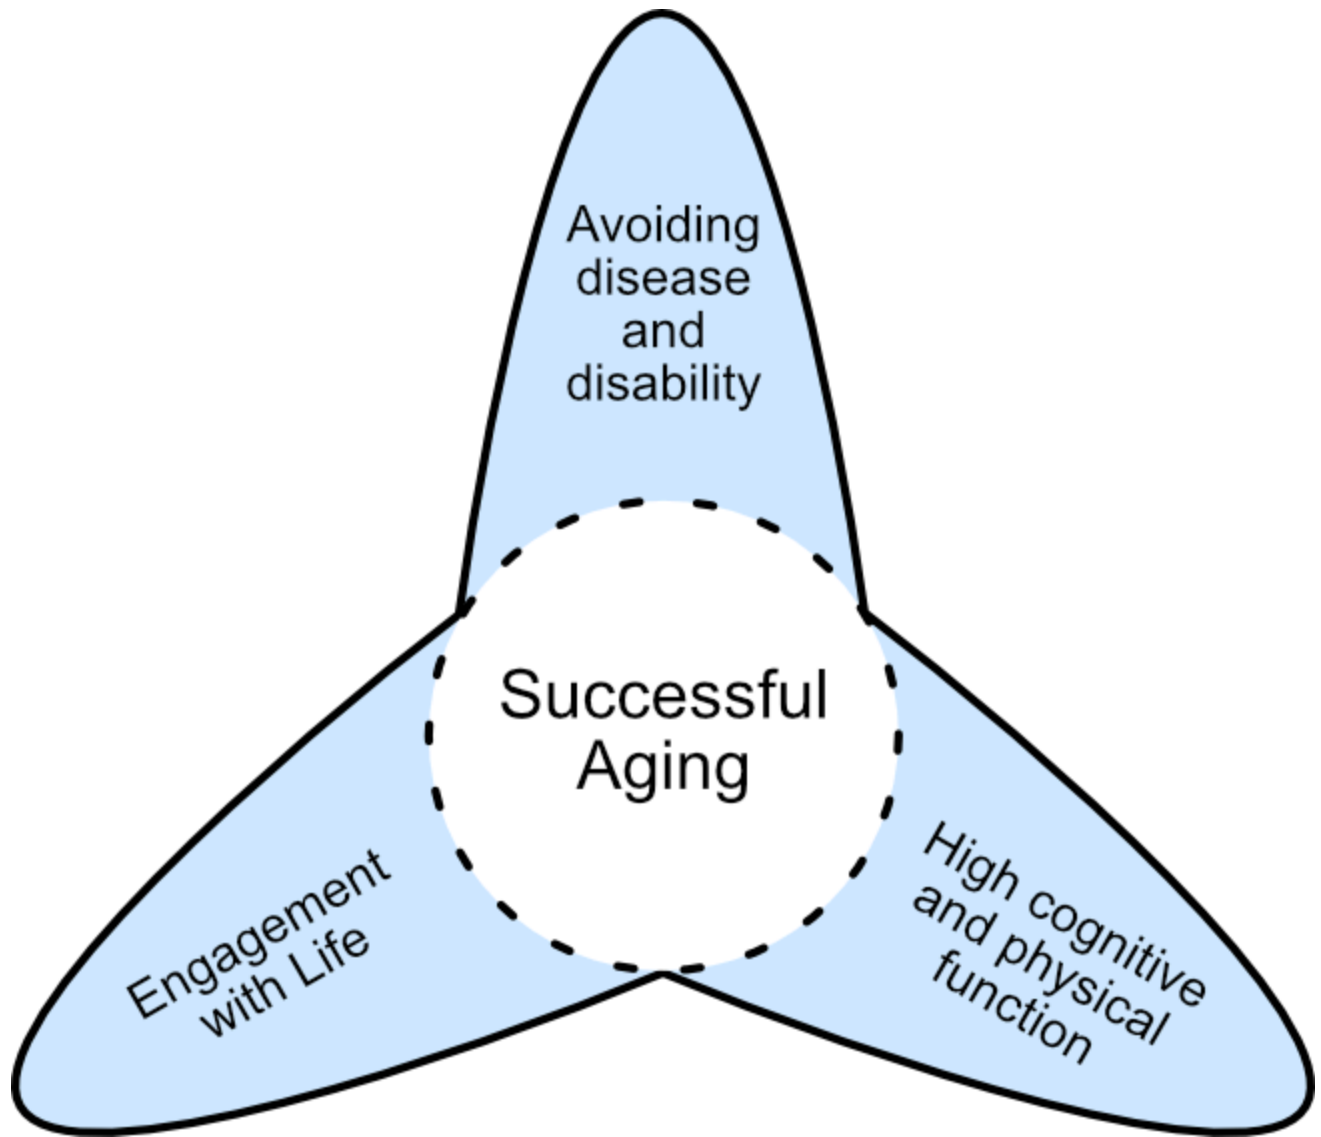 Avoiding
disease
and
disability
Successful
Aging
Engagement
with Life
High cognitive
and physical
function